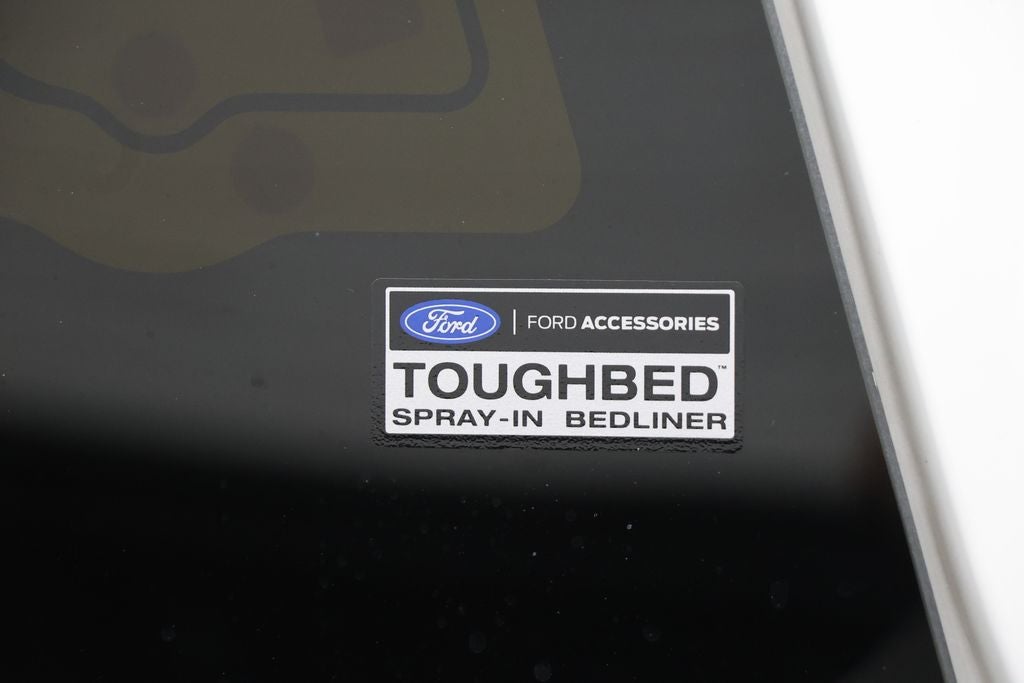 Ford | FORD ACCESSORIES
TOUGHBED™
SPRAY-IN BEDLINER